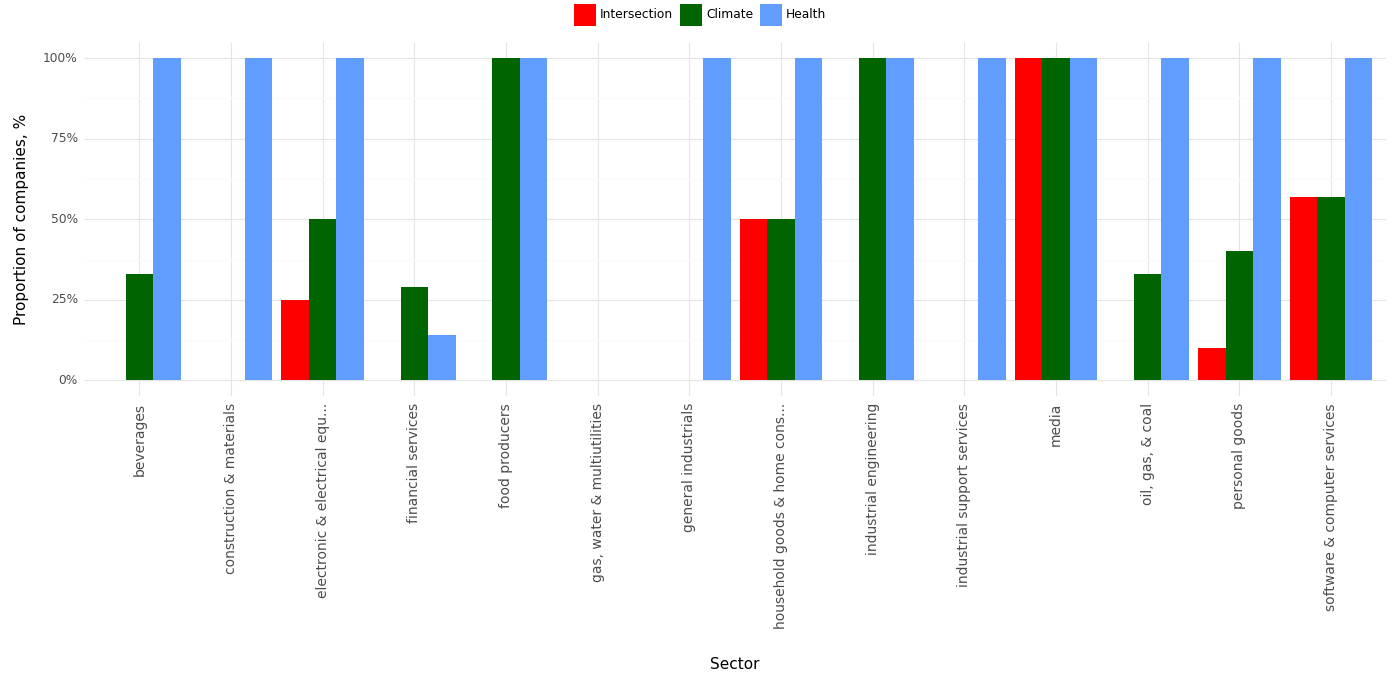 Intersection Climate Health
Proportion of companies, %
100%
75%
50%
25%
0%
beverages
construction & materials
electronic & electrical equ...
financial services
food producers
gas, water & multiutilities
general industrials
household goods & home cons...
industrial engineering
industrial support services
media
oil, gas, & coal
personal goods
software & computer services
Sector